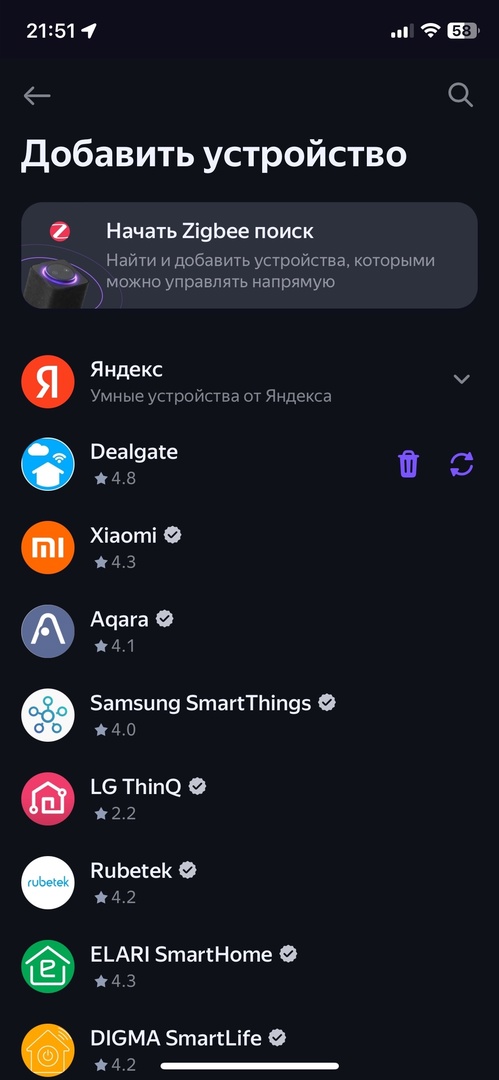 21:51
58
Добавить устройство
Z
Начать Zigbee поиск
Найти и добавить устройства, которыми
можно управлять напрямую
Я
Яндекс
Умные устройства от Яндекса
Dealgate
4.8
mi
Xiaomi
4.3
Aqara
4.1
Samsung SmartThings
4.0
LG ThinQ
2.2
rubetek
Rubetek
4.2
e
ELARI SmartHome
4.3
DIGMA SmartLife
4.2